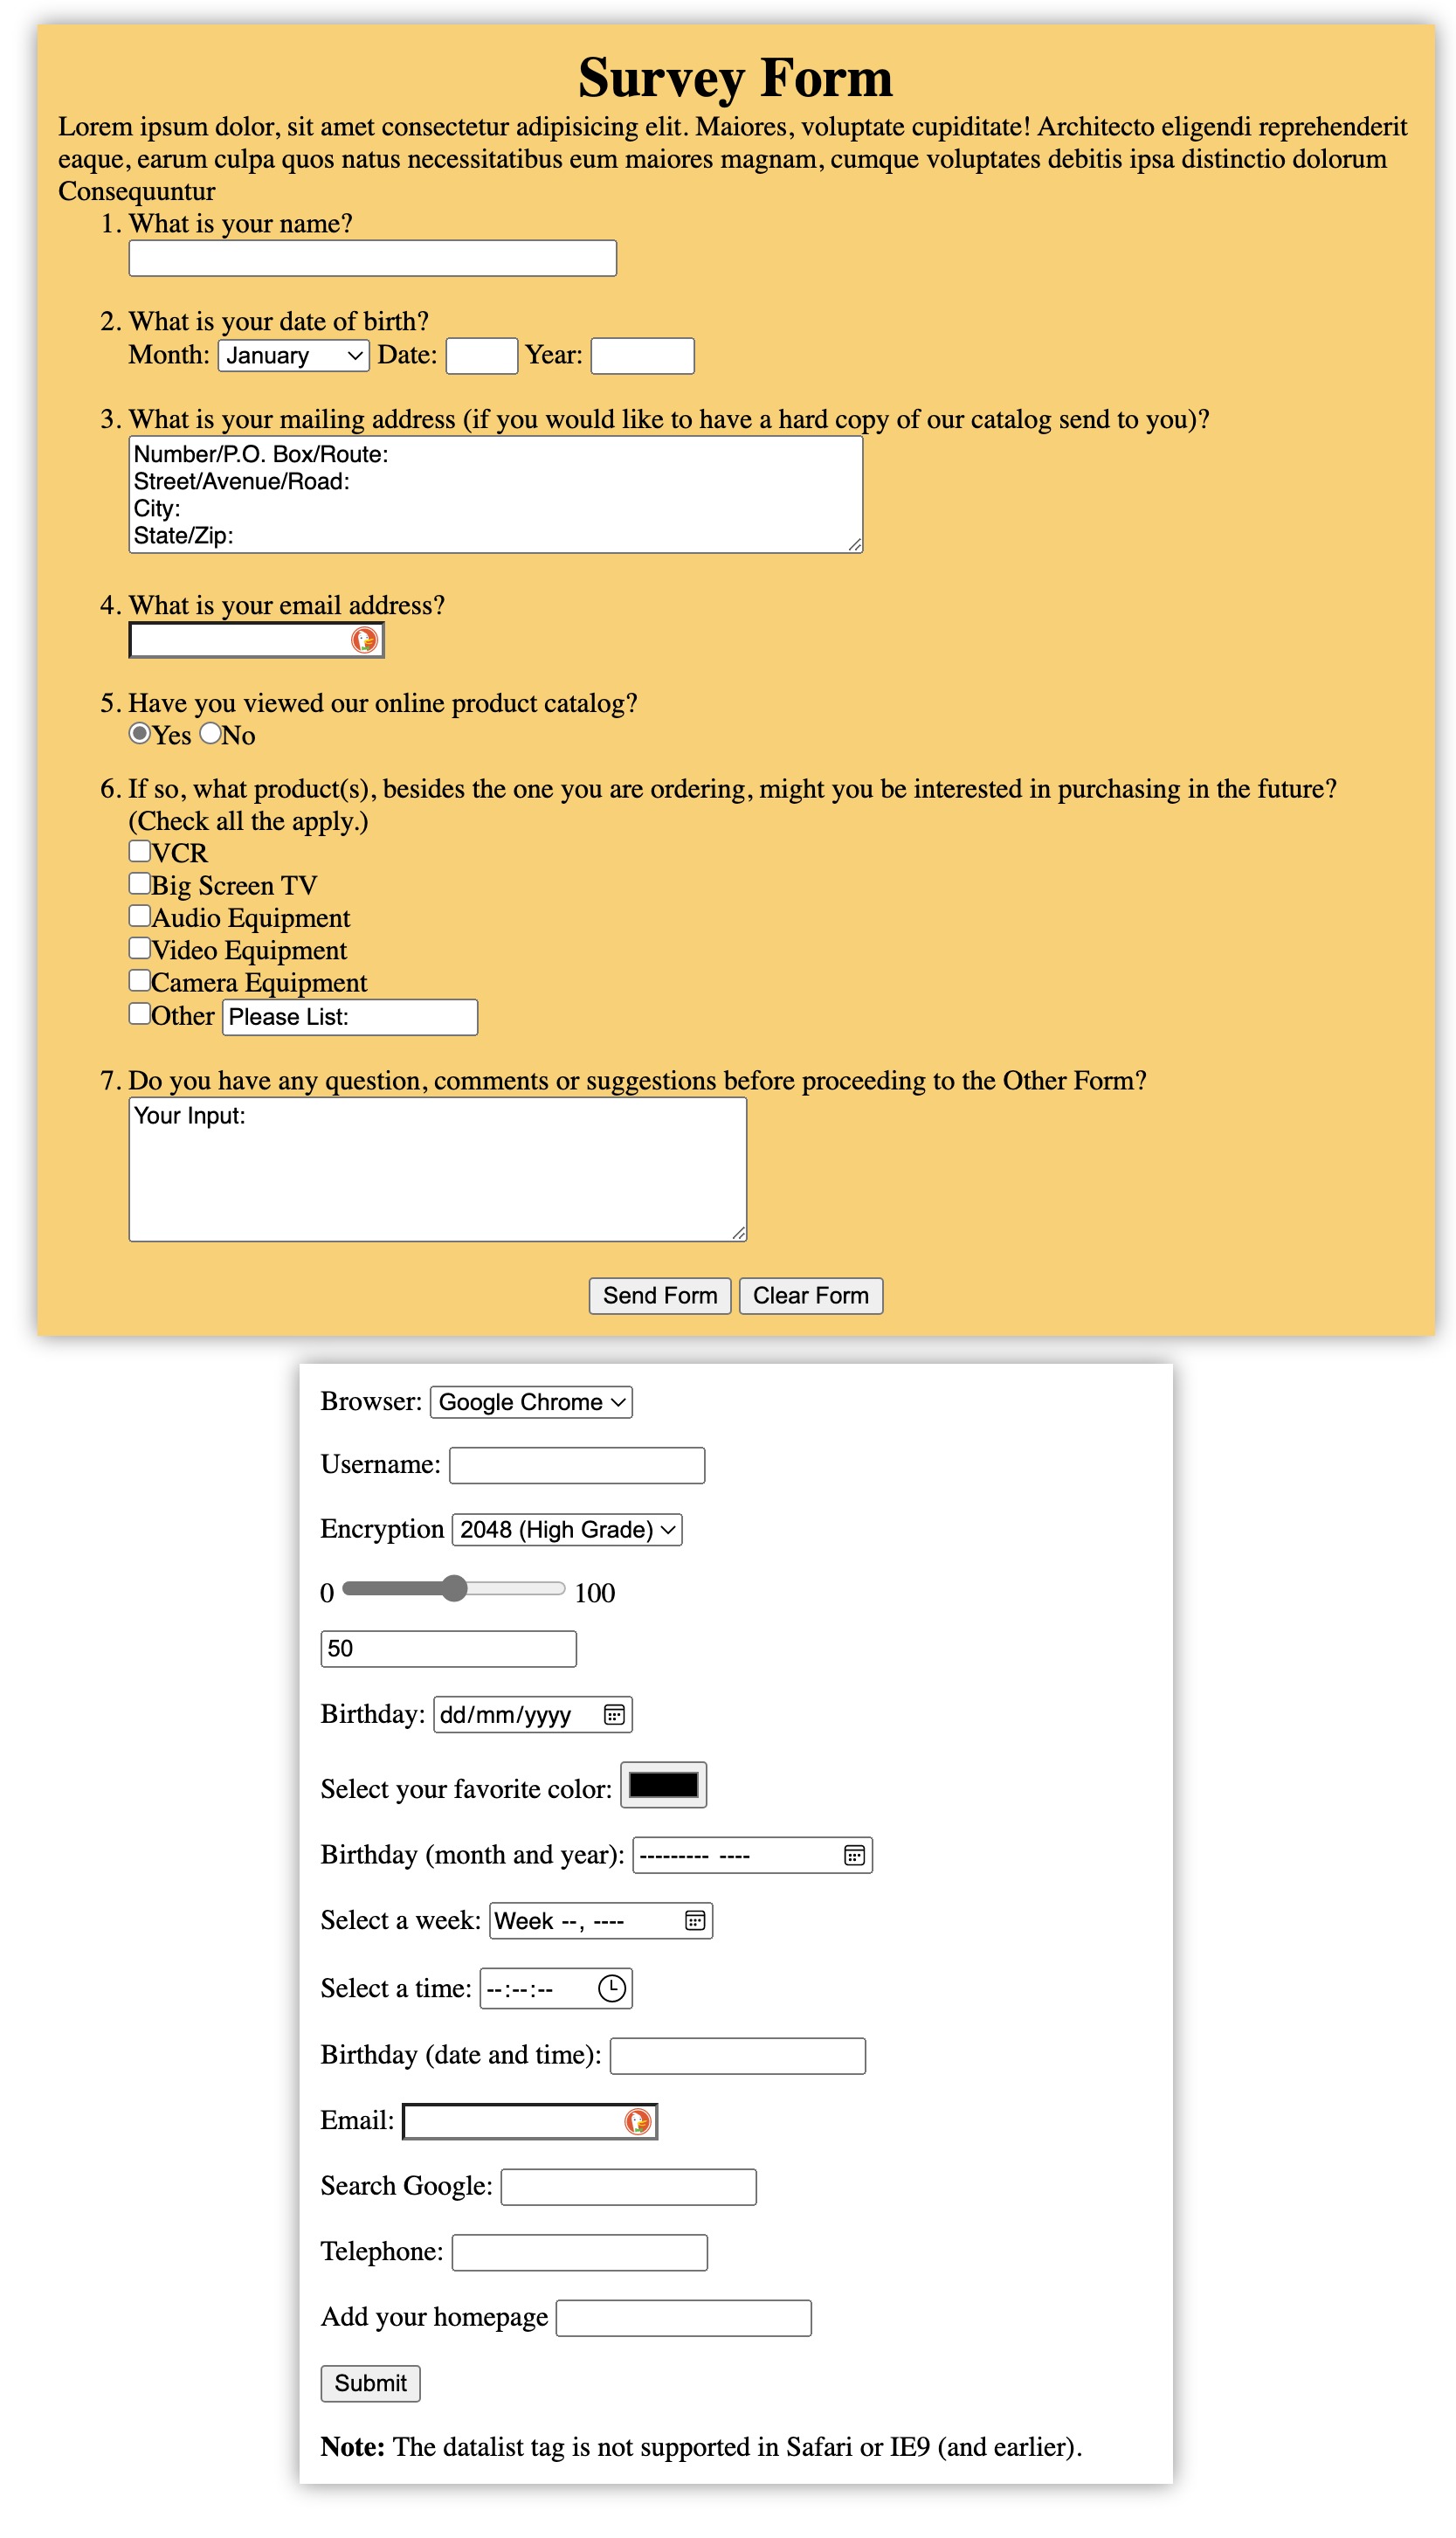 Survey Form
Lorem ipsum dolor, sit amet consectetur adipisicing elit. Maiores, voluptate cupiditate! Architecto eligendi reprehenderit
eaque, earum culpa quos natus necessitatibus eum maiores magnam, cumque voluptates debitis ipsa distinctio dolorum
Consequuntur
1. What is your name?
2. What is your date of birth?
Month: January Date: Year:
3. What is your mailing address (if you would like to have a hard copy of our catalog send to you)?
Number/P.O. Box/Route:
Street/Avenue/Road:
City:
State/Zip:
4. What is your email address?
5. Have you viewed our online product catalog?
Yes No
6. If so, what product(s), besides the one you are ordering, might you be interested in purchasing in the future?
(Check all the apply.)
VCR
Big Screen TV
Audio Equipment
Video Equipment
Camera Equipment
Other Please List:
7. Do you have any question, comments or suggestions before proceeding to the Other Form?
Your Input:
Send Form Clear Form
Browser: Google Chrome
Username:
Encryption 2048 (High Grade)
0 100
50
Birthday: dd/mm/yyyy
Select your favorite color:
Birthday (month and year): --------- ----
Select a week: Week --, ----
Select a time: --:--:--
Birthday (date and time):
Email:
Search Google:
Telephone:
Add your homepage
Submit
Note: The datalist tag is not supported in Safari or IE9 (and earlier).